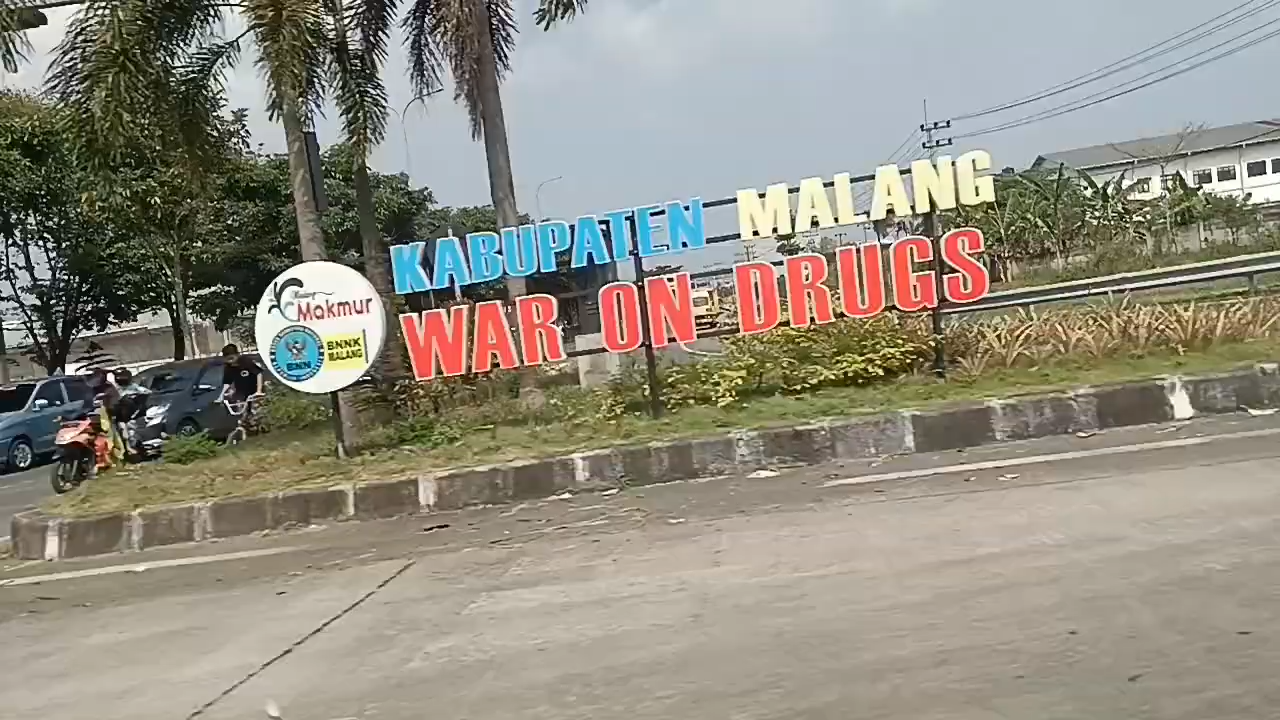 KABUPATEN MALANG
WAR ON DRUGS
Makmur
BNN
BNNK
MALANG